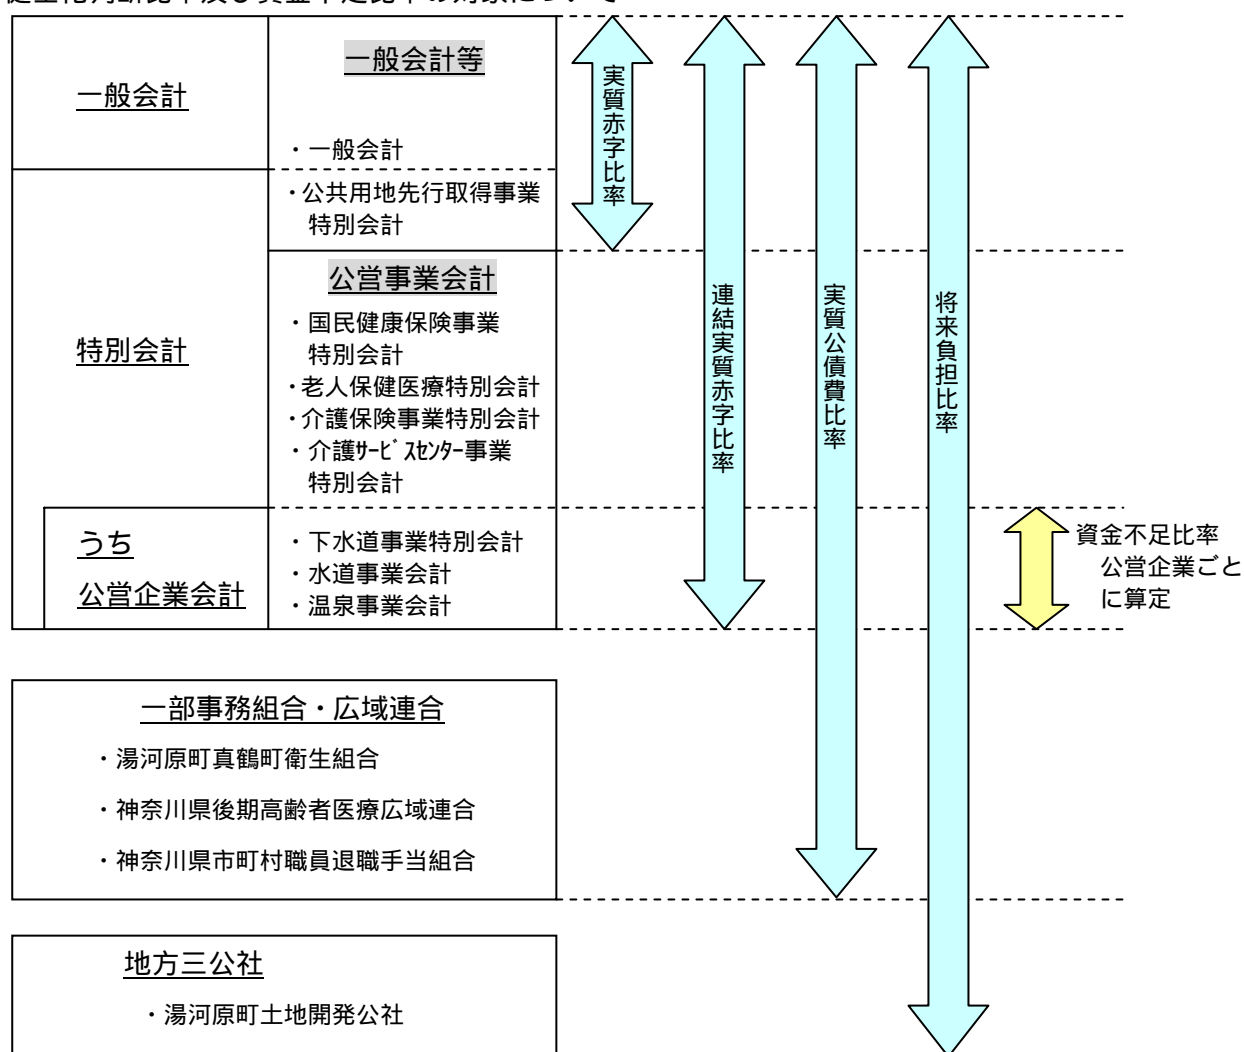 健全化判断比率及び資金不足比率の対象について
一般会計
一般会計等
・一般会計
・公共用地先行取得事業
特別会計
特別会計
公営事業会計
・国民健康保険事業
特別会計
・老人保健医療特別会計
・介護保険事業特別会計
・介護ｻｰﾋﾞｽｾﾝﾀｰ事業
特別会計
うち
公営企業会計
・下水道事業特別会計
・水道事業会計
・温泉事業会計
実質赤字比率
連結実質赤字比率
実質公債費比率
将来負担比率
資金不足比率
公営企業ごと
に算定
一部事務組合・広域連合
・湯河原町真鶴町衛生組合
・神奈川県後期高齢者医療広域連合
・神奈川県市町村職員退職手当組合
地方三公社
・湯河原町土地開発公社